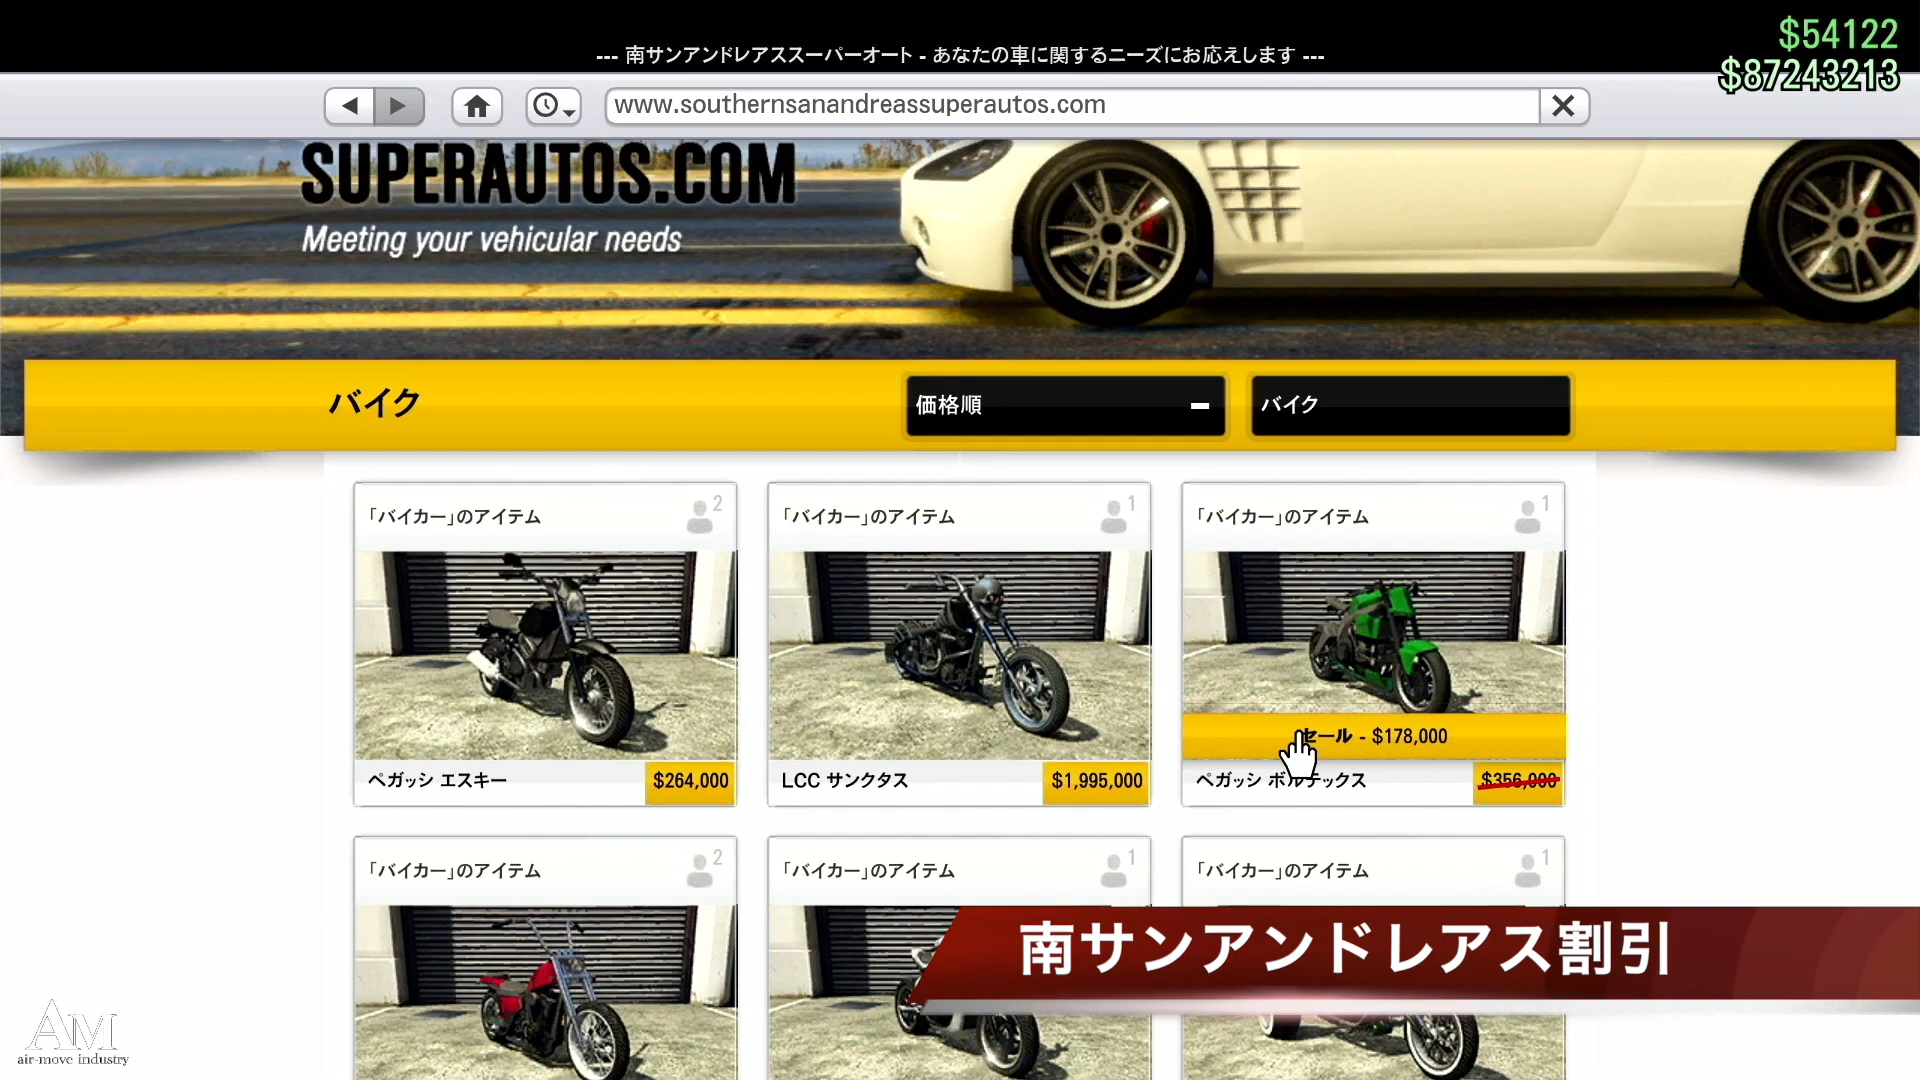 --- 南サンアンドレアススーパーオート - あなたの車に関するニーズにお応えします ---
$54122
$87243213
www.southernsanandreassuperautos.com
SUPERAUTOS.COM
Meeting your vehicular needs
バイク
価格順
バイク
「バイカー」のアイテム
2
「バイカー」のアイテム
1
「バイカー」のアイテム
1
セール - $178,000
ペガッシ エスキー
$264,000
LCC サンクタス
$1,995,000
ペガッシ ボルテックス
$356,000
「バイカー」のアイテム
2
「バイカー」のアイテム
1
「バイカー」のアイテム
1
南サンアンドレアス割引
AM
air-move industry